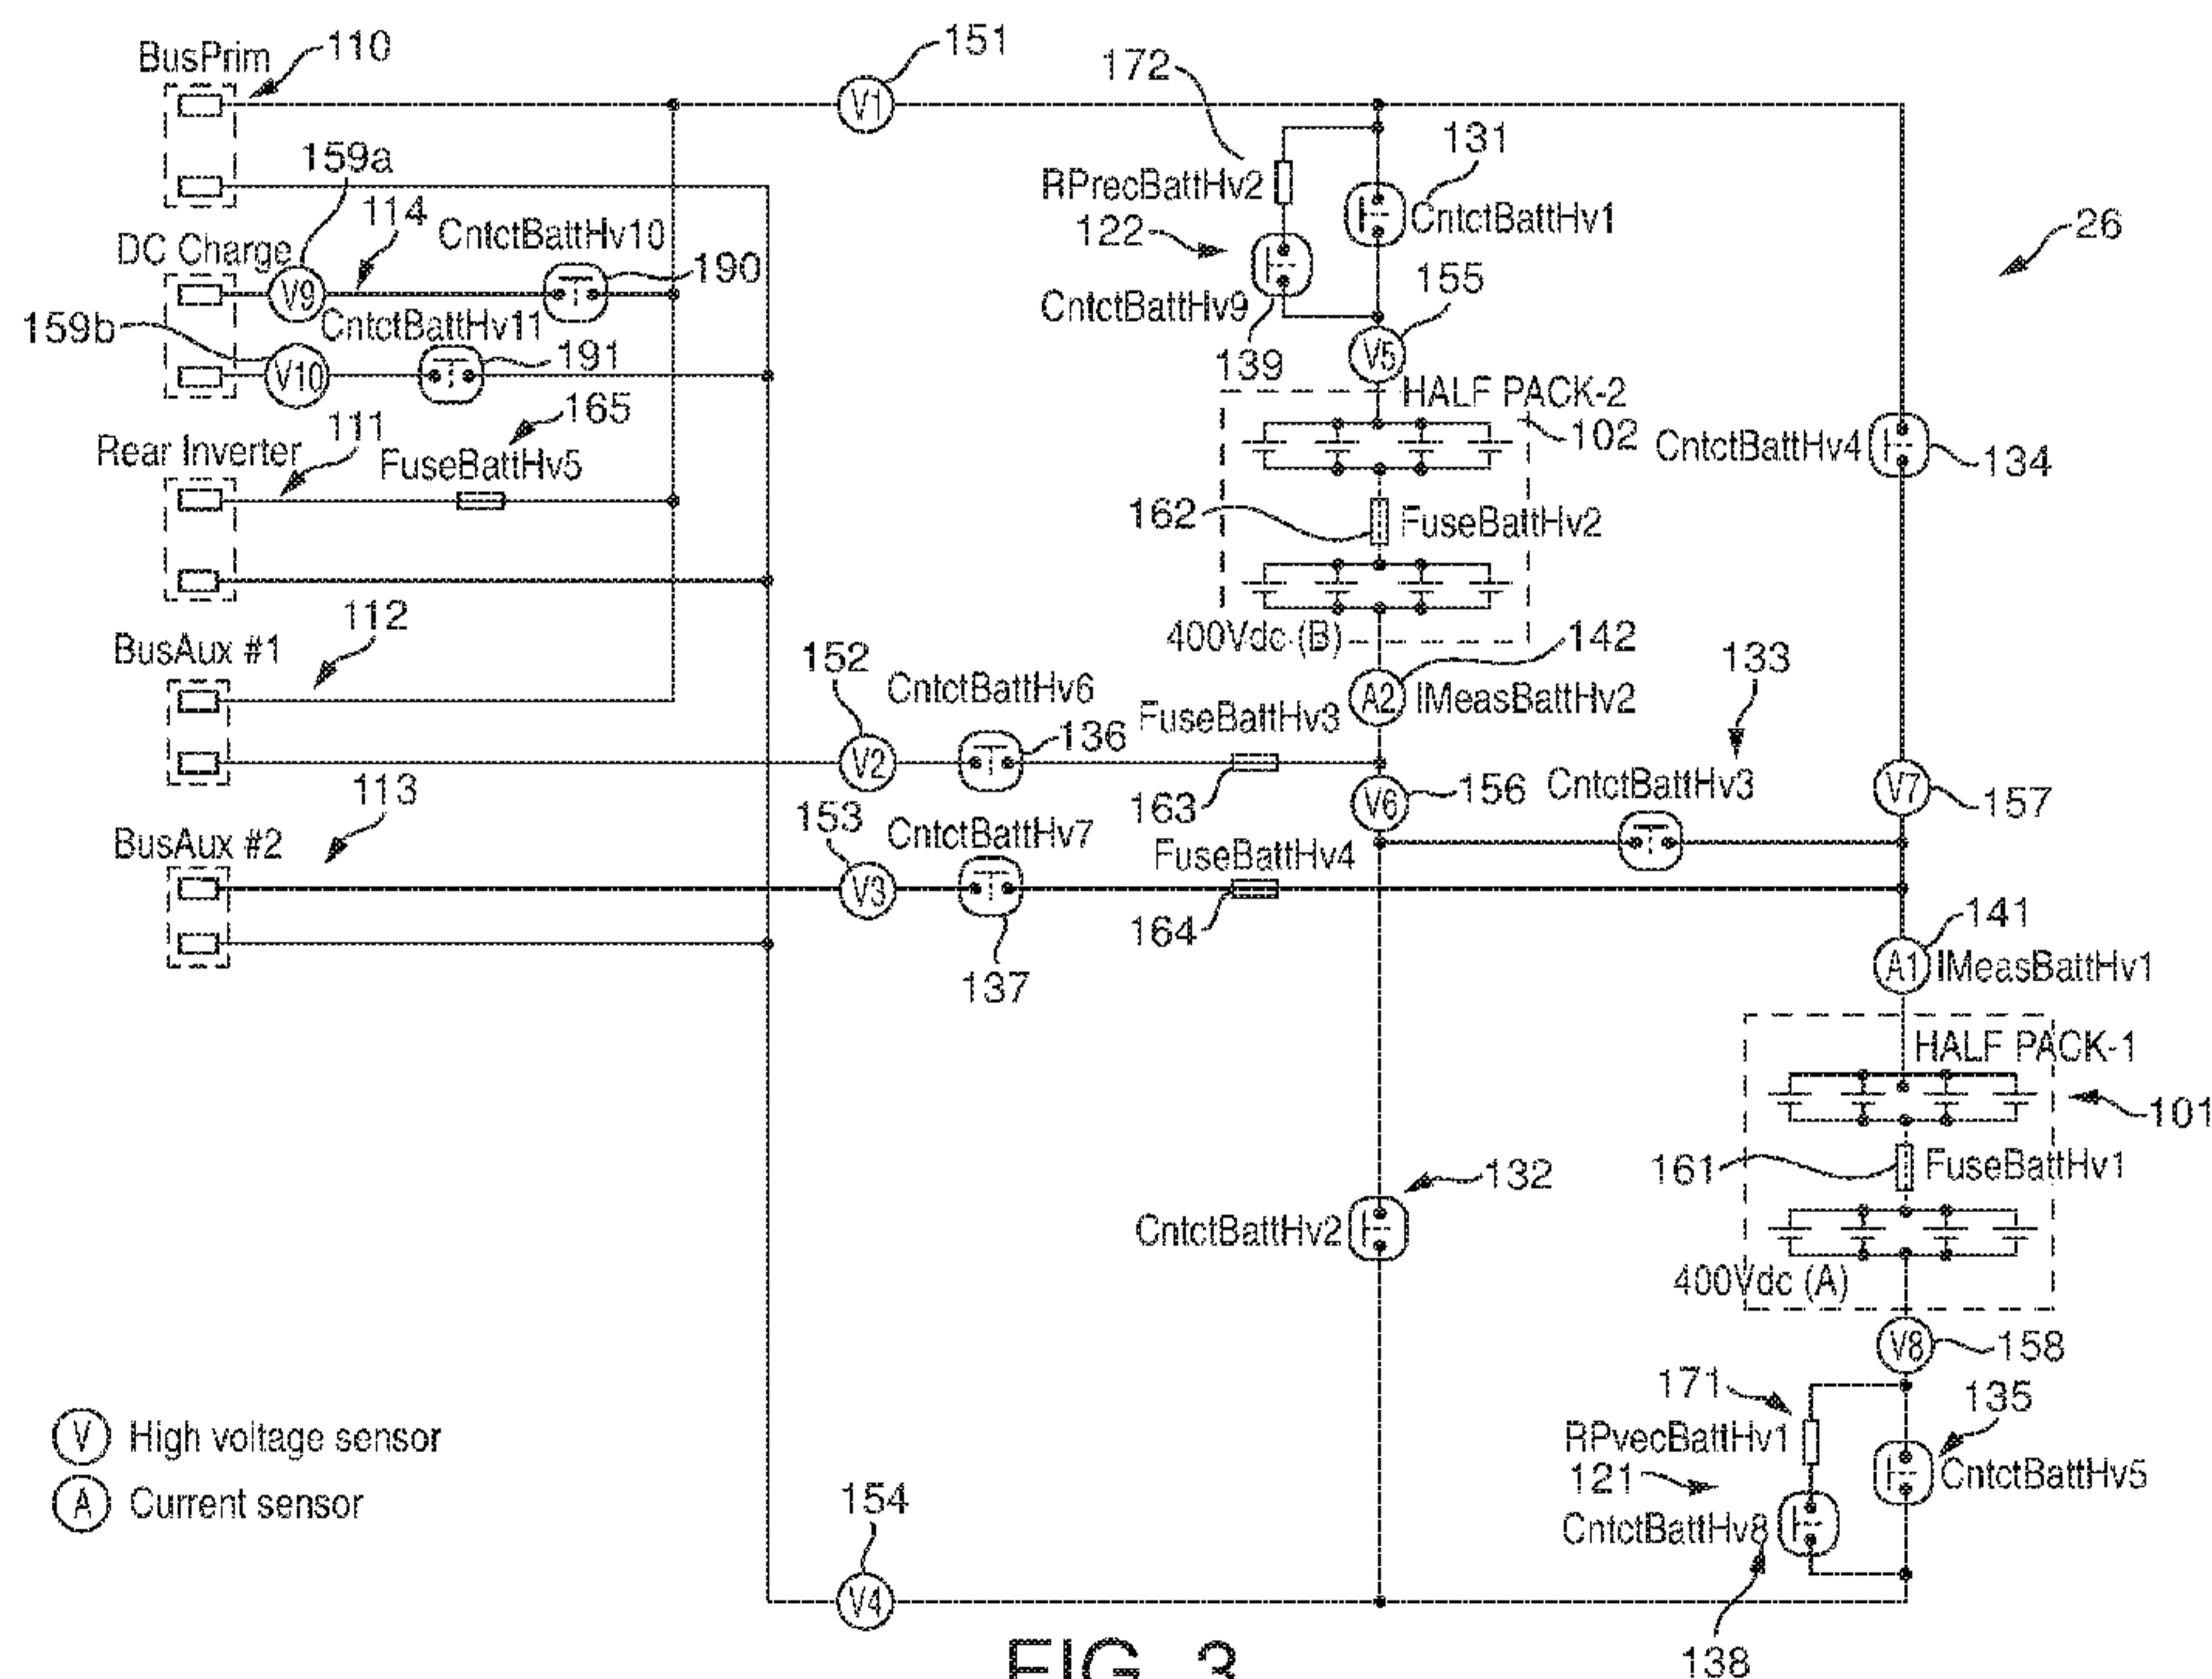 BusPrim
110
151
172
131
159a
114
RPrecBattHv2
CntctBattHv1
26
DC Charge
CntctBattHv10
122
155
V1
V9
190
CntctBattHv9
159b
CntctBattHv11
191
139
V5
V10
HALF PACK-2
165
102
CntctBattHv4
134
Rear Inverter
111
FuseBattHv5
162
FuseBattHv2
112
400Vdc (B)
142
133
BusAux #1
152
CntctBattHv6
FuseBattHv3
A2
IMeasBattHv2
136
V2
113
163
V6
156
CntctBattHv3
V7
157
BusAux #2
153
CntctBattHv7
FuseBattHv4
V3
137
164
141
A1
IMeasBattHv1
HALF PACK-1
101
161
FuseBattHv1
132
CntctBattHv2
400Vdc (A)
V8
158
171
135
V High voltage sensor
RPvecBattHv1
121
CntctBattHv5
A Current sensor
154
CntctBattHv8
V4
138
FIG. 3